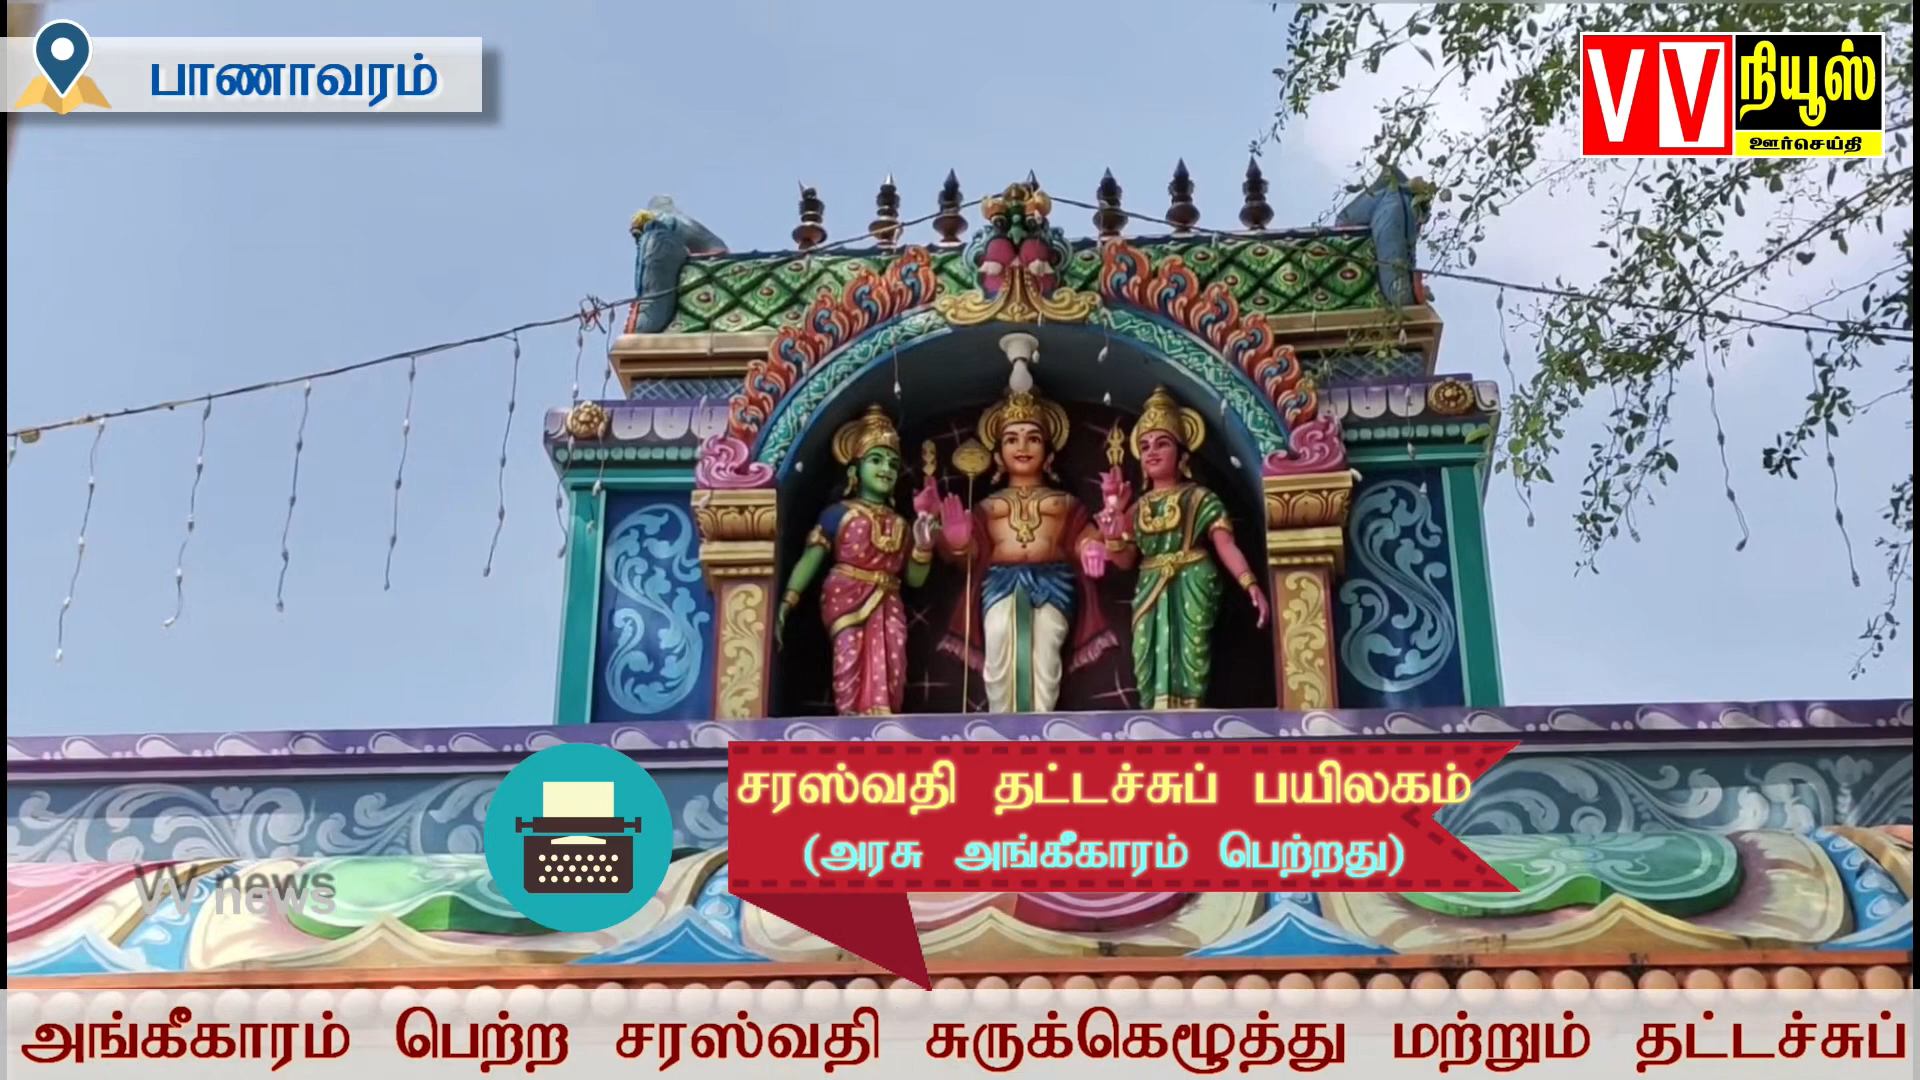 பாணாவரம்
VV
நியூஸ்
ஊர்செய்தி
சரஸ்வதி தட்டச்சுப் பயிலகம்
(அரசு அங்கீகாரம் பெற்றது)
VV news
அங்கீகாரம் பெற்ற சரஸ்வதி சுருக்கெழுத்து மற்றும் தட்டச்சுப்